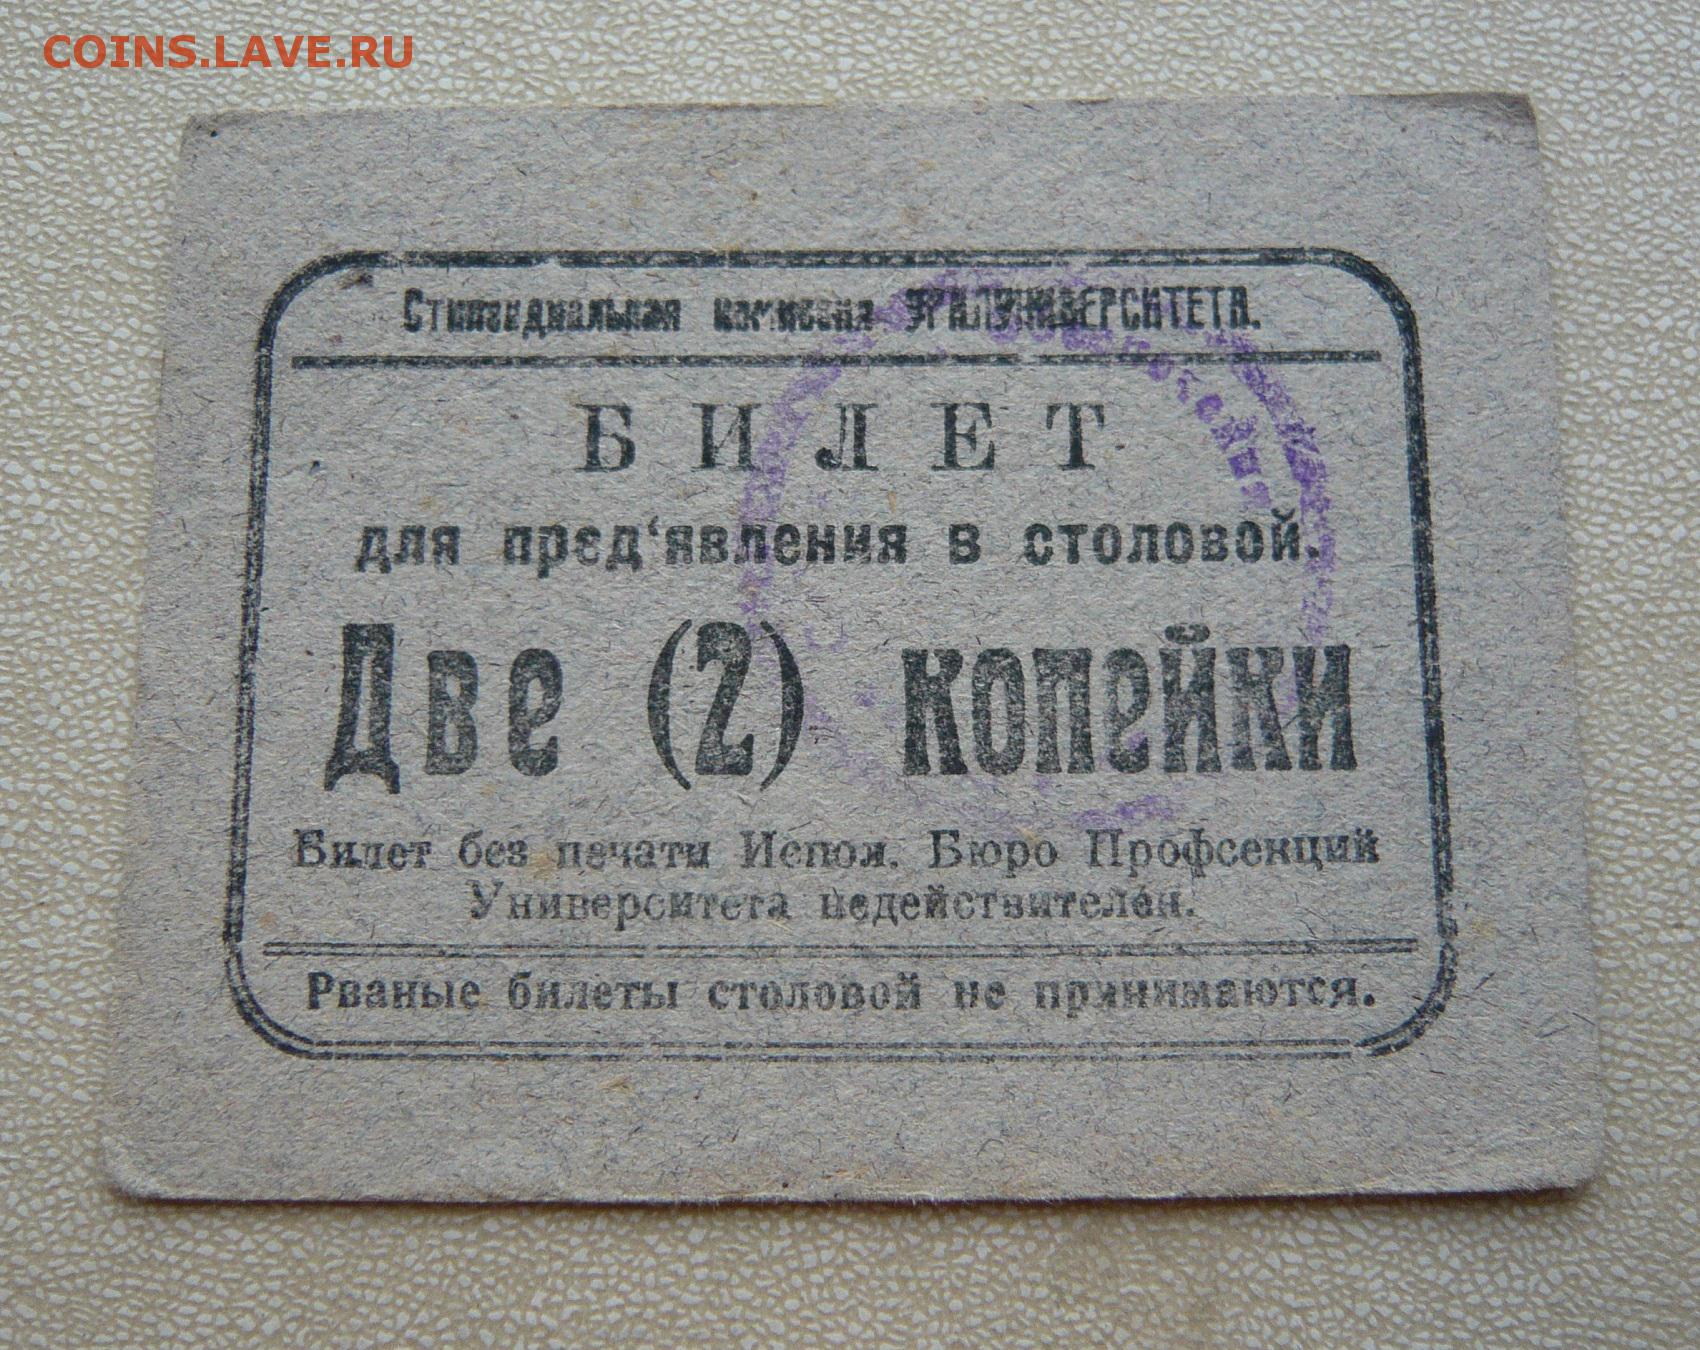 COINS.LAVE.RU
Стипендиальная комиссия УРАЛУНИВЕРСИТЕТА.
БИЛЕТ
для пред‘явления в столовой.
Две (2) копейки
Билет без печати Испол. Бюро Профсекций
Университета недействителен.
Рваные билеты столовой не принимаются.